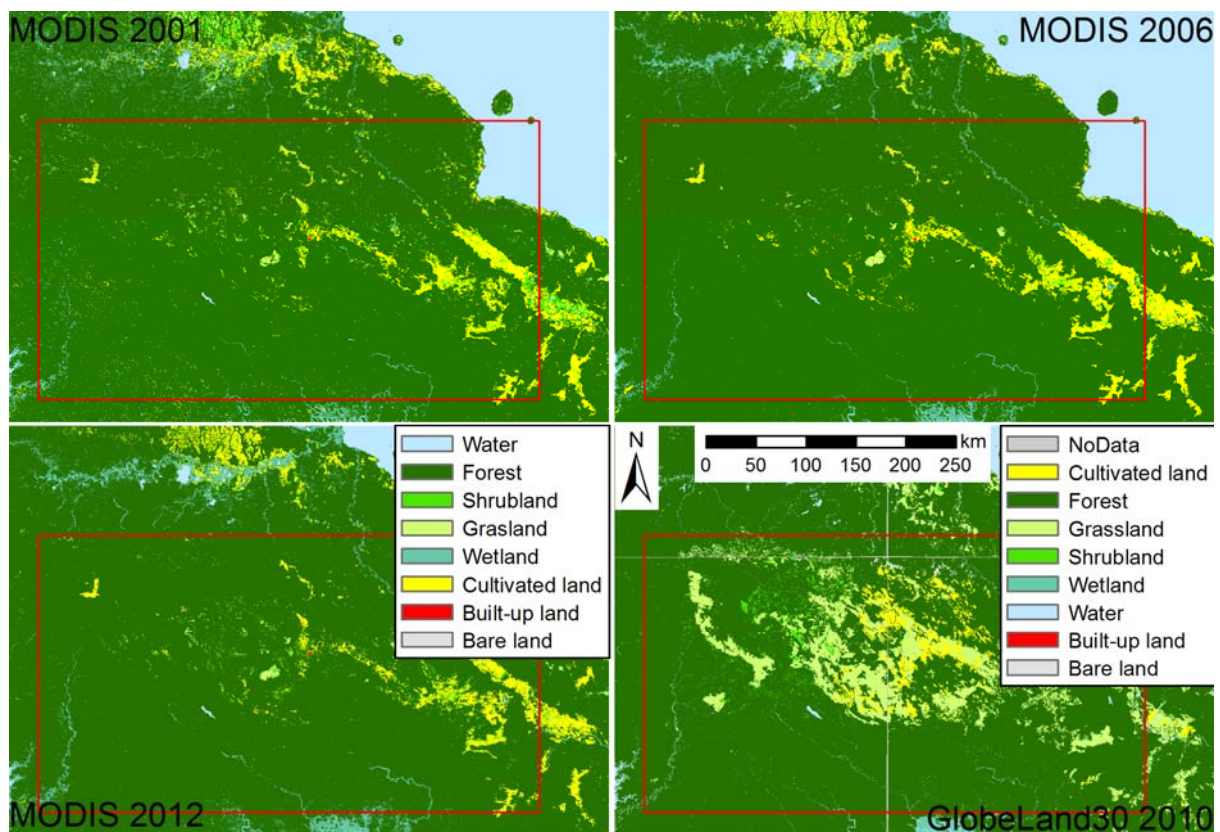 MODIS 2001
MODIS 2006
Water
Forest
Shrubland
Grasland
Wetland
Cultivated land
Built-up land
Bare land
N
km
0 50 100 150 200 250
NoData
Cultivated land
Forest
Grassland
Shrubland
Wetland
Water
Built-up land
Bare land
MODIS 2012
GlobeLand30 2010